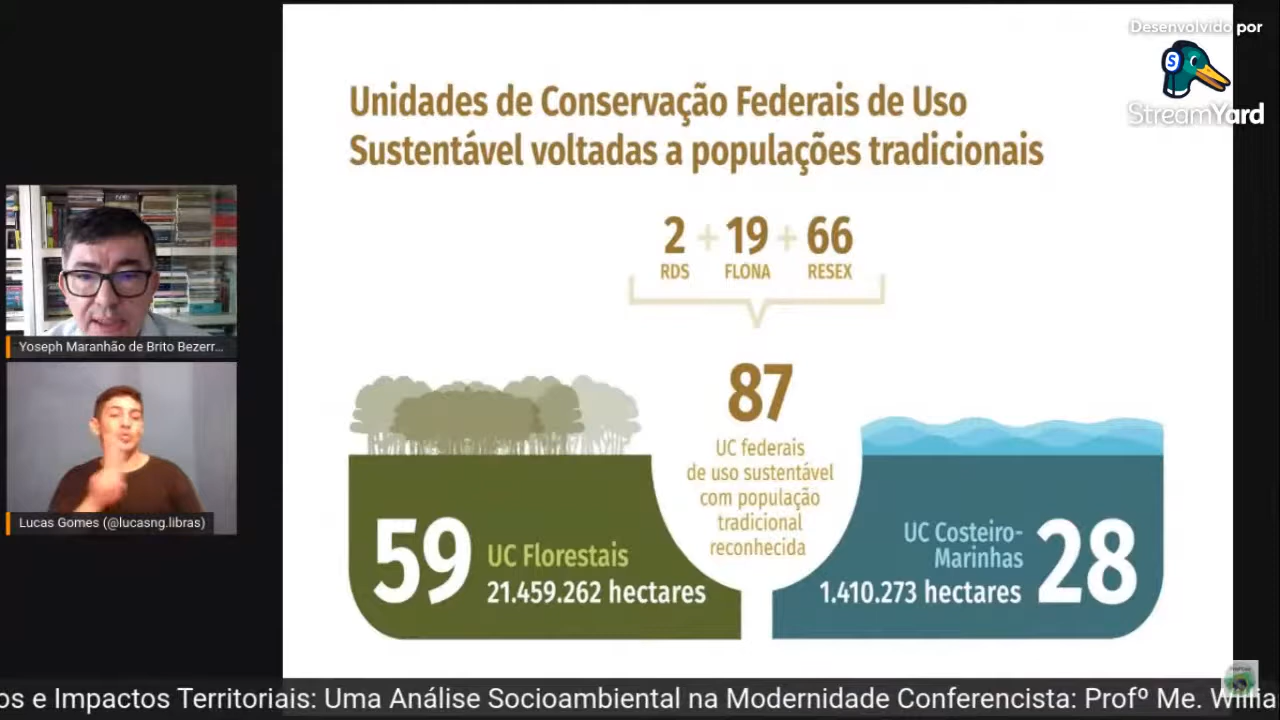 Desenvolvido por
StreamYard
Unidades de Conservação Federais de Uso
Sustentável voltadas a populações tradicionais
2 + 19 + 66
RDS FLONA RESEX
87
UC federais
de uso sustentável
com população
tradicional
reconhecida
59 UC Florestais
21.459.262 hectares
UC Costeiro-
Marinhas
28
1.410.273 hectares
Yoseph Maranhão de Brito Bezerr...
Lucas Gomes (@lucasng.libras)
os e Impactos Territoriais: Uma Análise Socioambiental na Modernidade Conferencista: Profº Me. Willia